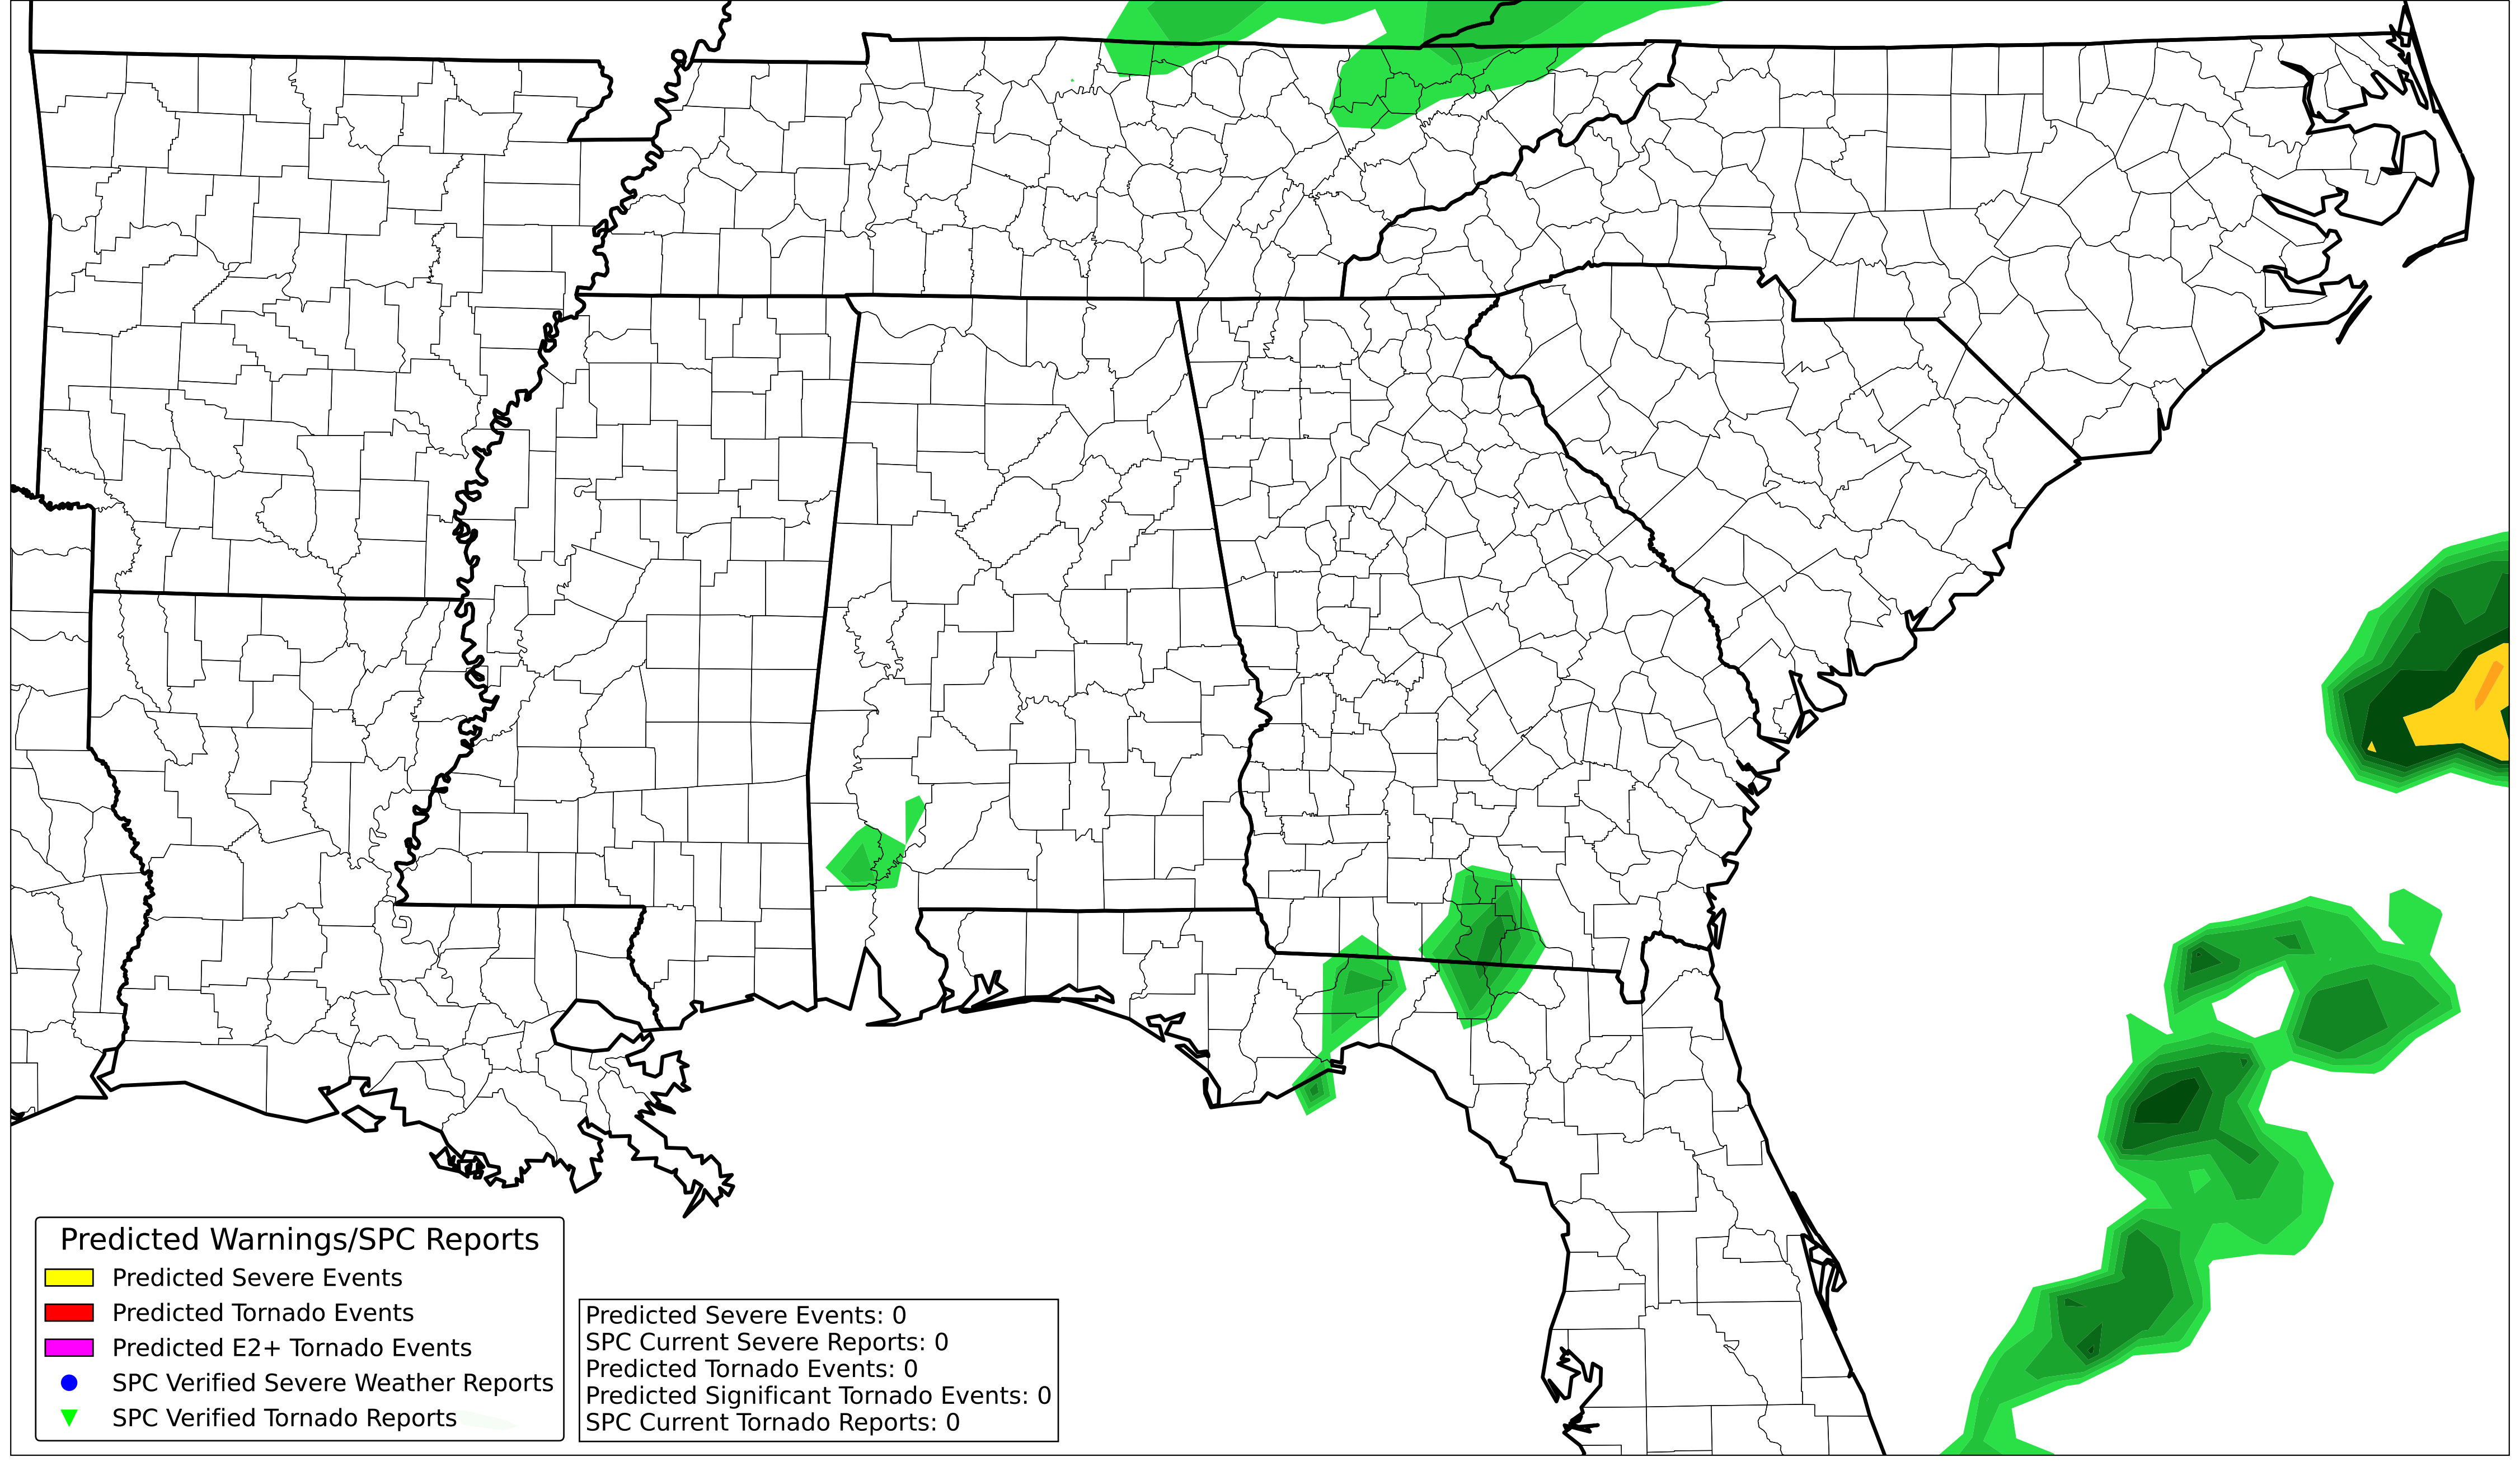 Predicted Warnings/SPC Reports
Predicted Severe Events
Predicted Tornado Events
Predicted E2+ Tornado Events
SPC Verified Severe Weather Reports
SPC Verified Tornado Reports
Predicted Severe Events: 0
SPC Current Severe Reports: 0
Predicted Tornado Events: 0
Predicted Significant Tornado Events: 0
SPC Current Tornado Reports: 0